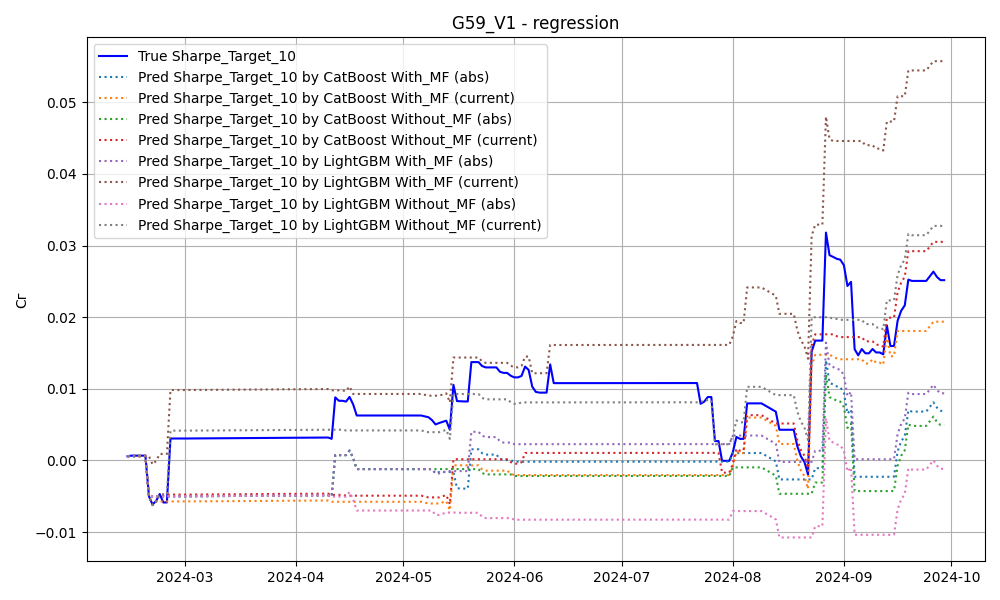 G59_V1 - regression
True Sharpe_Target_10
Pred Sharpe_Target_10 by CatBoost With_MF (abs)
Pred Sharpe_Target_10 by CatBoost With_MF (current)
Pred Sharpe_Target_10 by CatBoost Without_MF (abs)
Pred Sharpe_Target_10 by CatBoost Without_MF (current)
Pred Sharpe_Target_10 by LightGBM With_MF (abs)
Pred Sharpe_Target_10 by LightGBM With_MF (current)
Pred Sharpe_Target_10 by LightGBM Without_MF (abs)
Pred Sharpe_Target_10 by LightGBM Without_MF (current)
Cr
0.05
0.04
0.03
0.02
0.01
0.00
−0.01
2024-03
2024-04
2024-05
2024-06
2024-07
2024-08
2024-09
2024-10